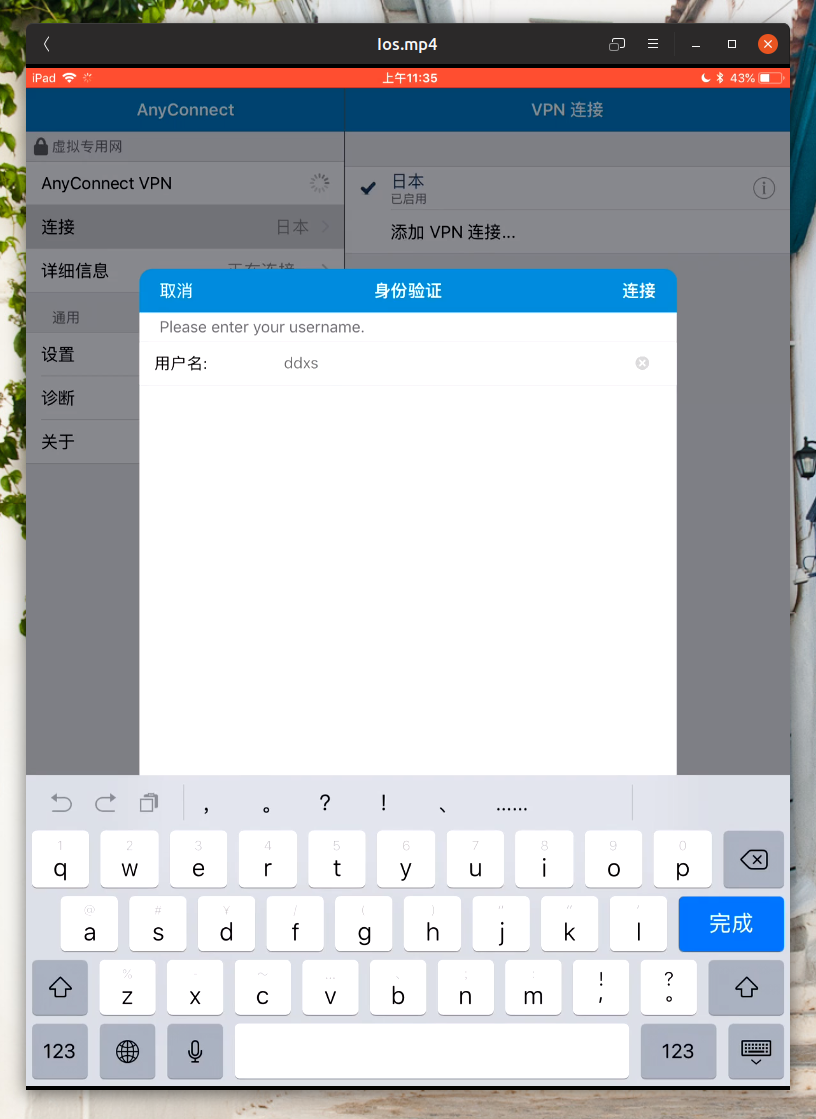 Ios.mp4
iPad 上午11:35 43%
AnyConnect VPN 连接
虚拟专用网
AnyConnect VPN
日本
已启用
连接 日本
添加 VPN 连接...
详细信息 正在连接
取消 身份验证 连接
通用
Please enter your username.
设置
用户名: ddxs
诊断
关于
, 。 ? ! 、 ……
1 2 3 4 5 6 7 8 9 0
q w e r t y u i o p
@ # ¥ / ( ) “ ” ‘
a s d f g h j k l 完成
% - ~ … 、 ; : ! ?
z x c v b n m , 。
123 123